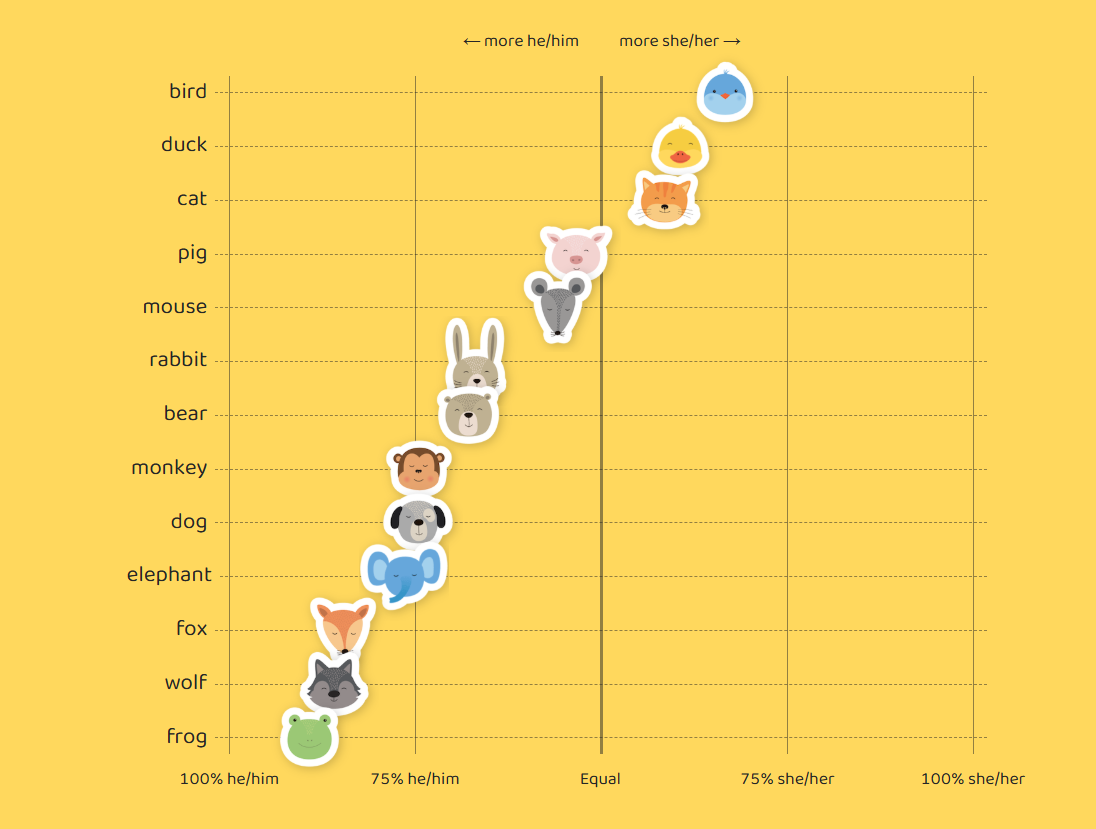 ← more he/him more she/her →
bird
duck
cat
pig
mouse
rabbit
bear
monkey
dog
elephant
fox
wolf
frog
100% he/him 75% he/him Equal 75% she/her 100% she/her